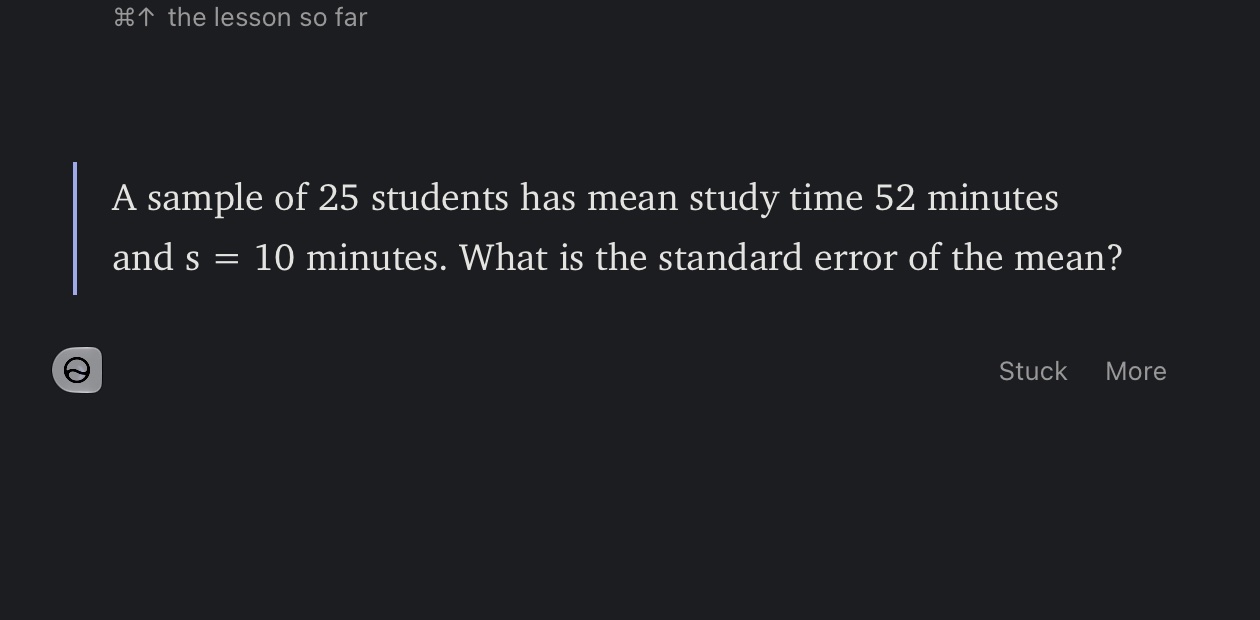 ⌘↑ the lesson so far
A sample of 25 students has mean study time 52 minutes
and s = 10 minutes. What is the standard error of the mean?
Stuck More